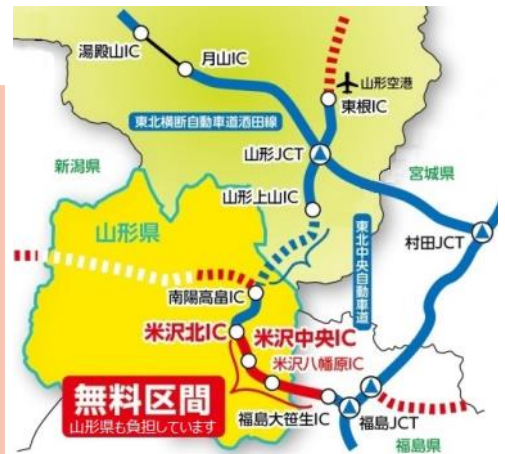 湯殿山IC
月山IC
山形空港
東根IC
東北横断自動車道酒田線
山形JCT
新潟県
宮城県
山形上山IC
山形県
村田JCT
東北中央自動車道
南陽高畠IC
米沢北IC
米沢中央IC
米沢八幡原IC
無料区間
山形県も負担しています
福島大笹生IC
福島JCT
福島県